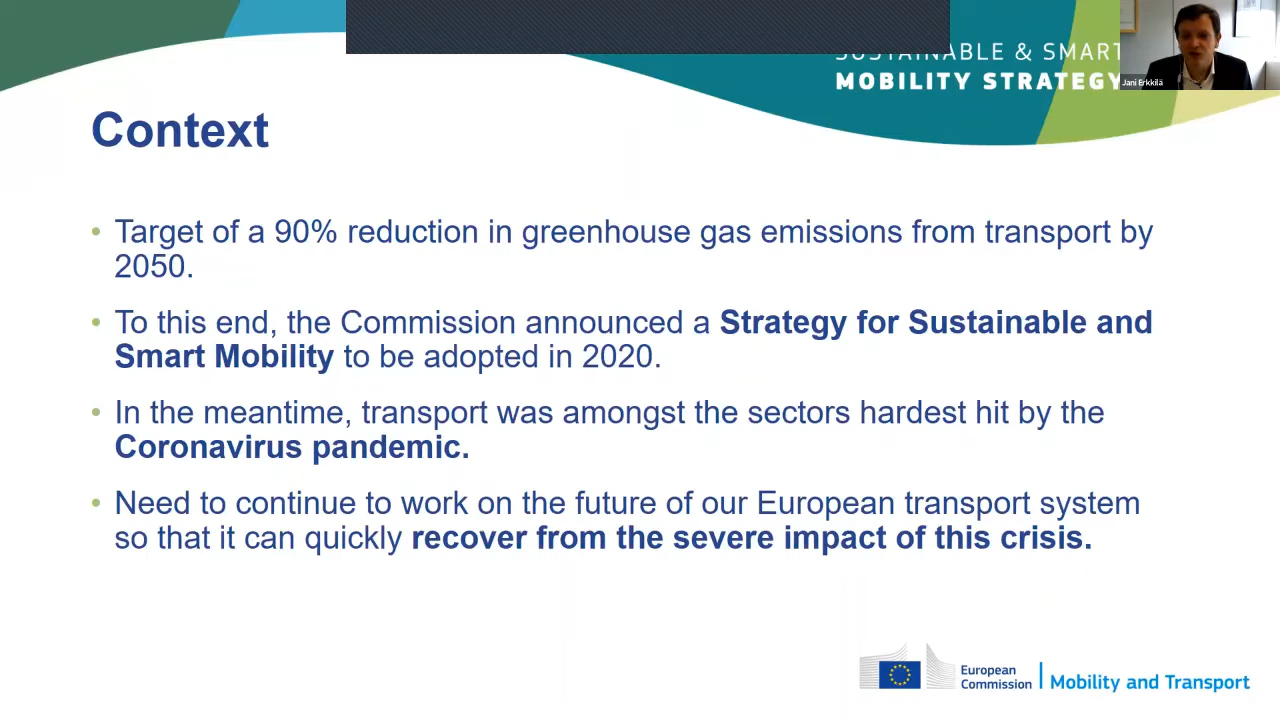 SUSTAINABLE & SMART
MOBILITY STRATEGY
Jani Erkkilä
Context
• Target of a 90% reduction in greenhouse gas emissions from transport by
2050.
• To this end, the Commission announced a Strategy for Sustainable and
Smart Mobility to be adopted in 2020.
• In the meantime, transport was amongst the sectors hardest hit by the
Coronavirus pandemic.
• Need to continue to work on the future of our European transport system
so that it can quickly recover from the severe impact of this crisis.
European
Commission
Mobility and Transport